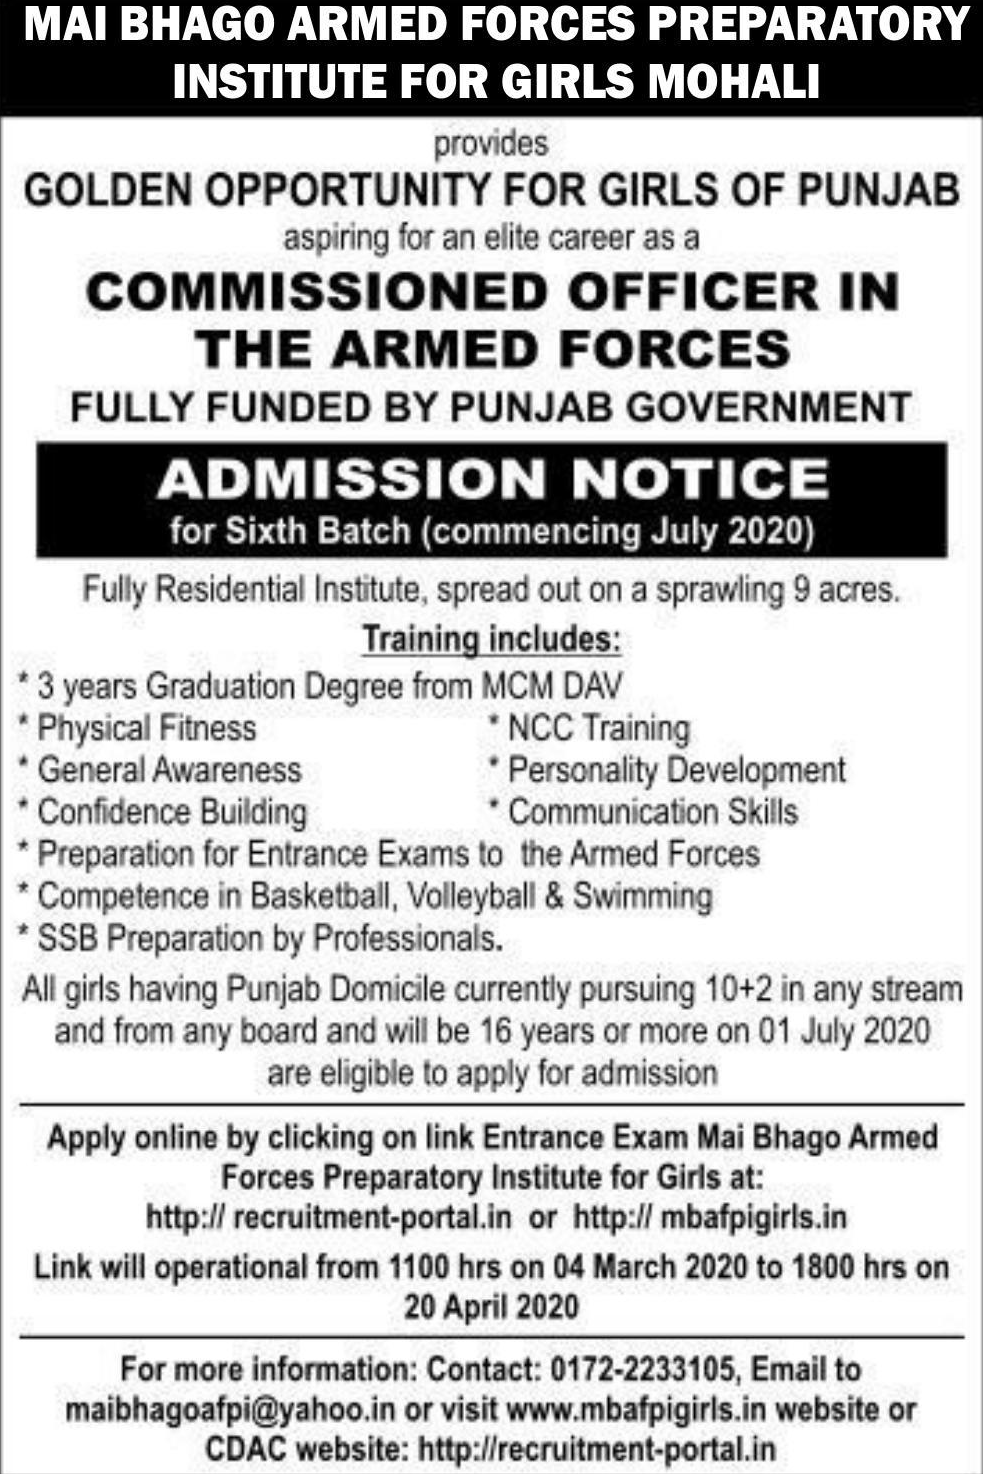 MAI BHAGO ARMED FORCES PREPARATORY
INSTITUTE FOR GIRLS MOHALI
provides
GOLDEN OPPORTUNITY FOR GIRLS OF PUNJAB
aspiring for an elite career as a
COMMISSIONED OFFICER IN
THE ARMED FORCES
FULLY FUNDED BY PUNJAB GOVERNMENT
ADMISSION NOTICE
for Sixth Batch (commencing July 2020)
Fully Residential Institute, spread out on a sprawling 9 acres.
Training includes:
* 3 years Graduation Degree from MCM DAV
* Physical Fitness * NCC Training
* General Awareness * Personality Development
* Confidence Building * Communication Skills
* Preparation for Entrance Exams to the Armed Forces
* Competence in Basketball, Volleyball & Swimming
* SSB Preparation by Professionals.
All girls having Punjab Domicile currently pursuing 10+2 in any stream
and from any board and will be 16 years or more on 01 July 2020
are eligible to apply for admission
Apply online by clicking on link Entrance Exam Mai Bhago Armed
Forces Preparatory Institute for Girls at:
http:// recruitment-portal.in or http:// mbafpigirls.in
Link will operational from 1100 hrs on 04 March 2020 to 1800 hrs on
20 April 2020
For more information: Contact: 0172-2233105, Email to
maibhagoafpi@yahoo.in or visit www.mbafpigirls.in website or
CDAC website: http://recruitment-portal.in